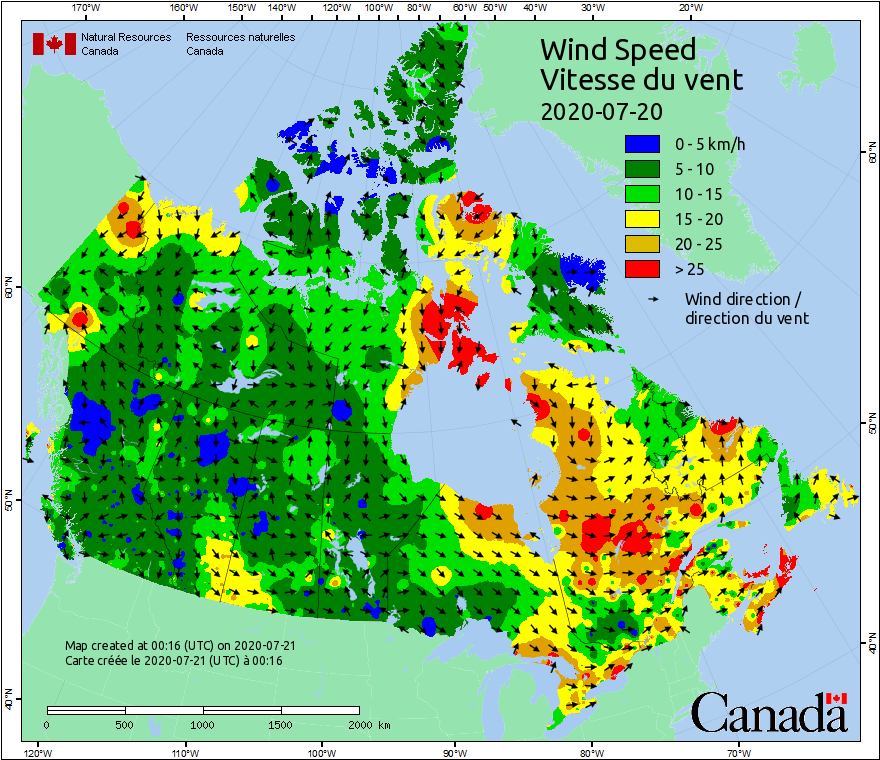 170°W 160°W 150°W 140°W 130°W 120°W 110°W 100°W 90°W 80°W 60°W 50°W 40°W 30°W 20°W
Natural Resources Canada
Ressources naturelles Canada
Wind Speed
Vitesse du vent
2020-07-20
0 - 5 km/h
5 - 10
10 - 15
15 - 20
20 - 25
> 25
Wind direction /
direction du vent
60°N
50°N
40°N
60°N
50°N
40°N
Map created at 00:16 (UTC) on 2020-07-21
Carte créée le 2020-07-21 (UTC) à 00:16
0 500 1000 1500 2000 km
Canada
120°W 110°W 100°W 90°W 80°W 70°W